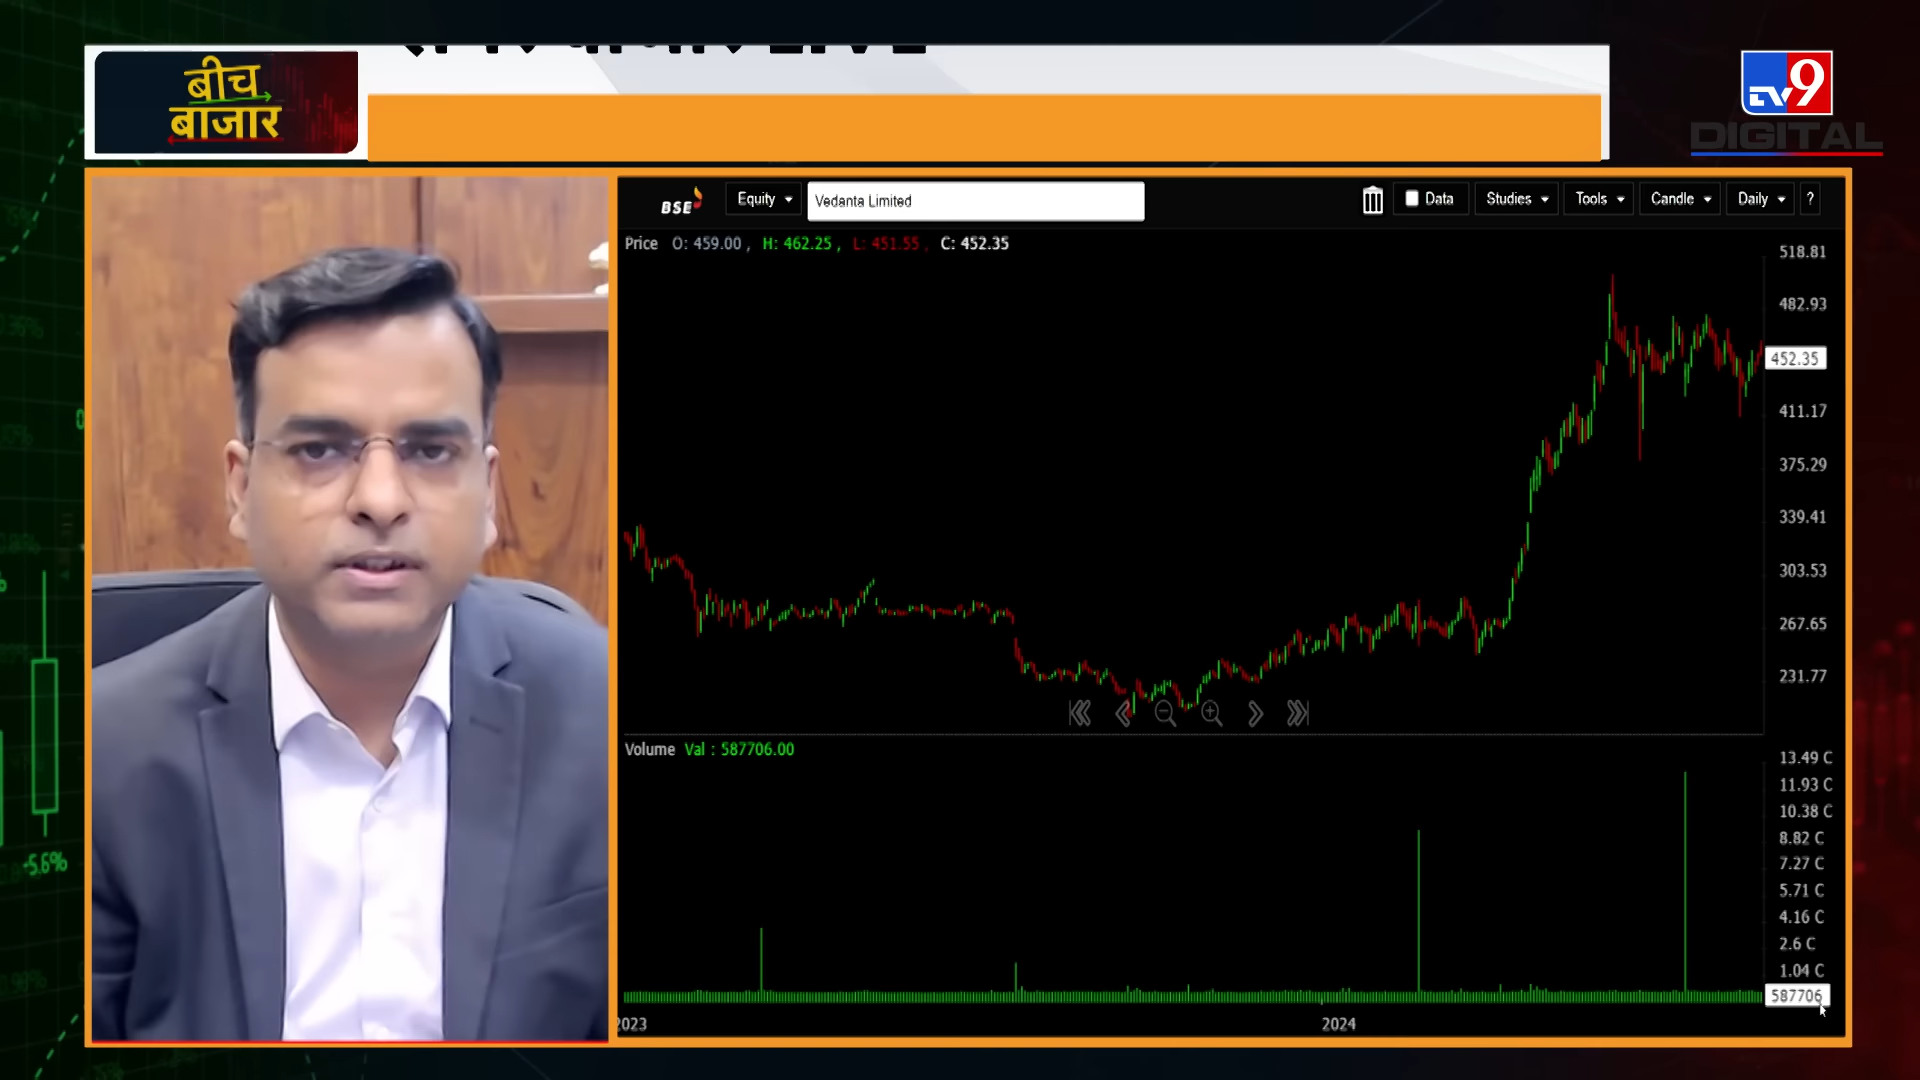 बीच
बाजार
TV9
DIGITAL
BSE
Equity
Vedanta Limited
Data
Studies
Tools
Candle
Daily
?
Price O: 459.00 , H: 462.25 , L: 451.55 , C: 452.35
518.81
482.93
452.35
411.17
375.29
339.41
303.53
267.65
231.77
Volume Val : 587706.00
13.49 C
11.93 C
10.38 C
8.82 C
7.27 C
5.71 C
4.16 C
2.6 C
1.04 C
587706
2023
2024
-5.6%